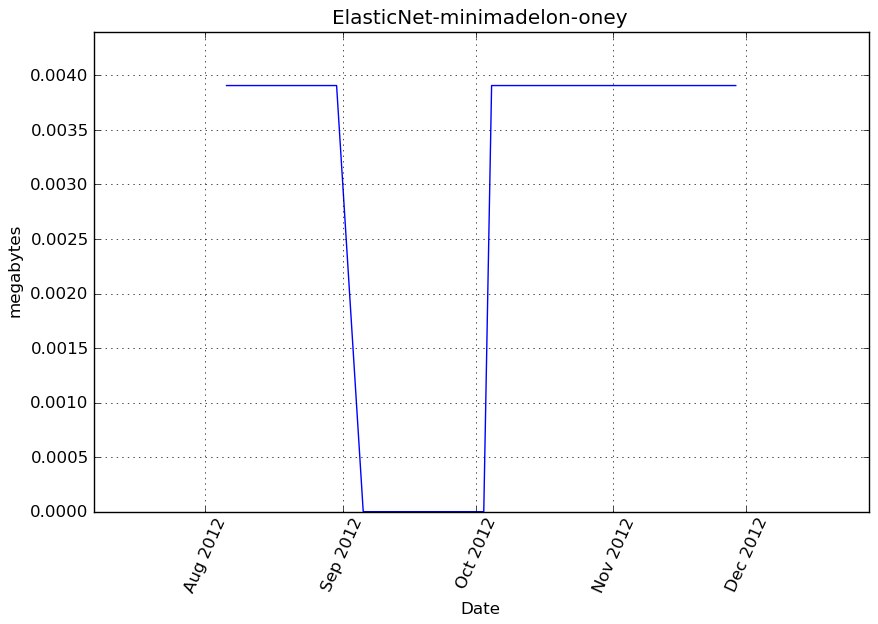 ElasticNet-minimadelon-oney
0.0040
0.0035
0.0030
0.0025
0.0020
0.0015
0.0010
0.0005
0.0000
megabytes
Aug 2012
Sep 2012
Oct 2012
Nov 2012
Dec 2012
Date